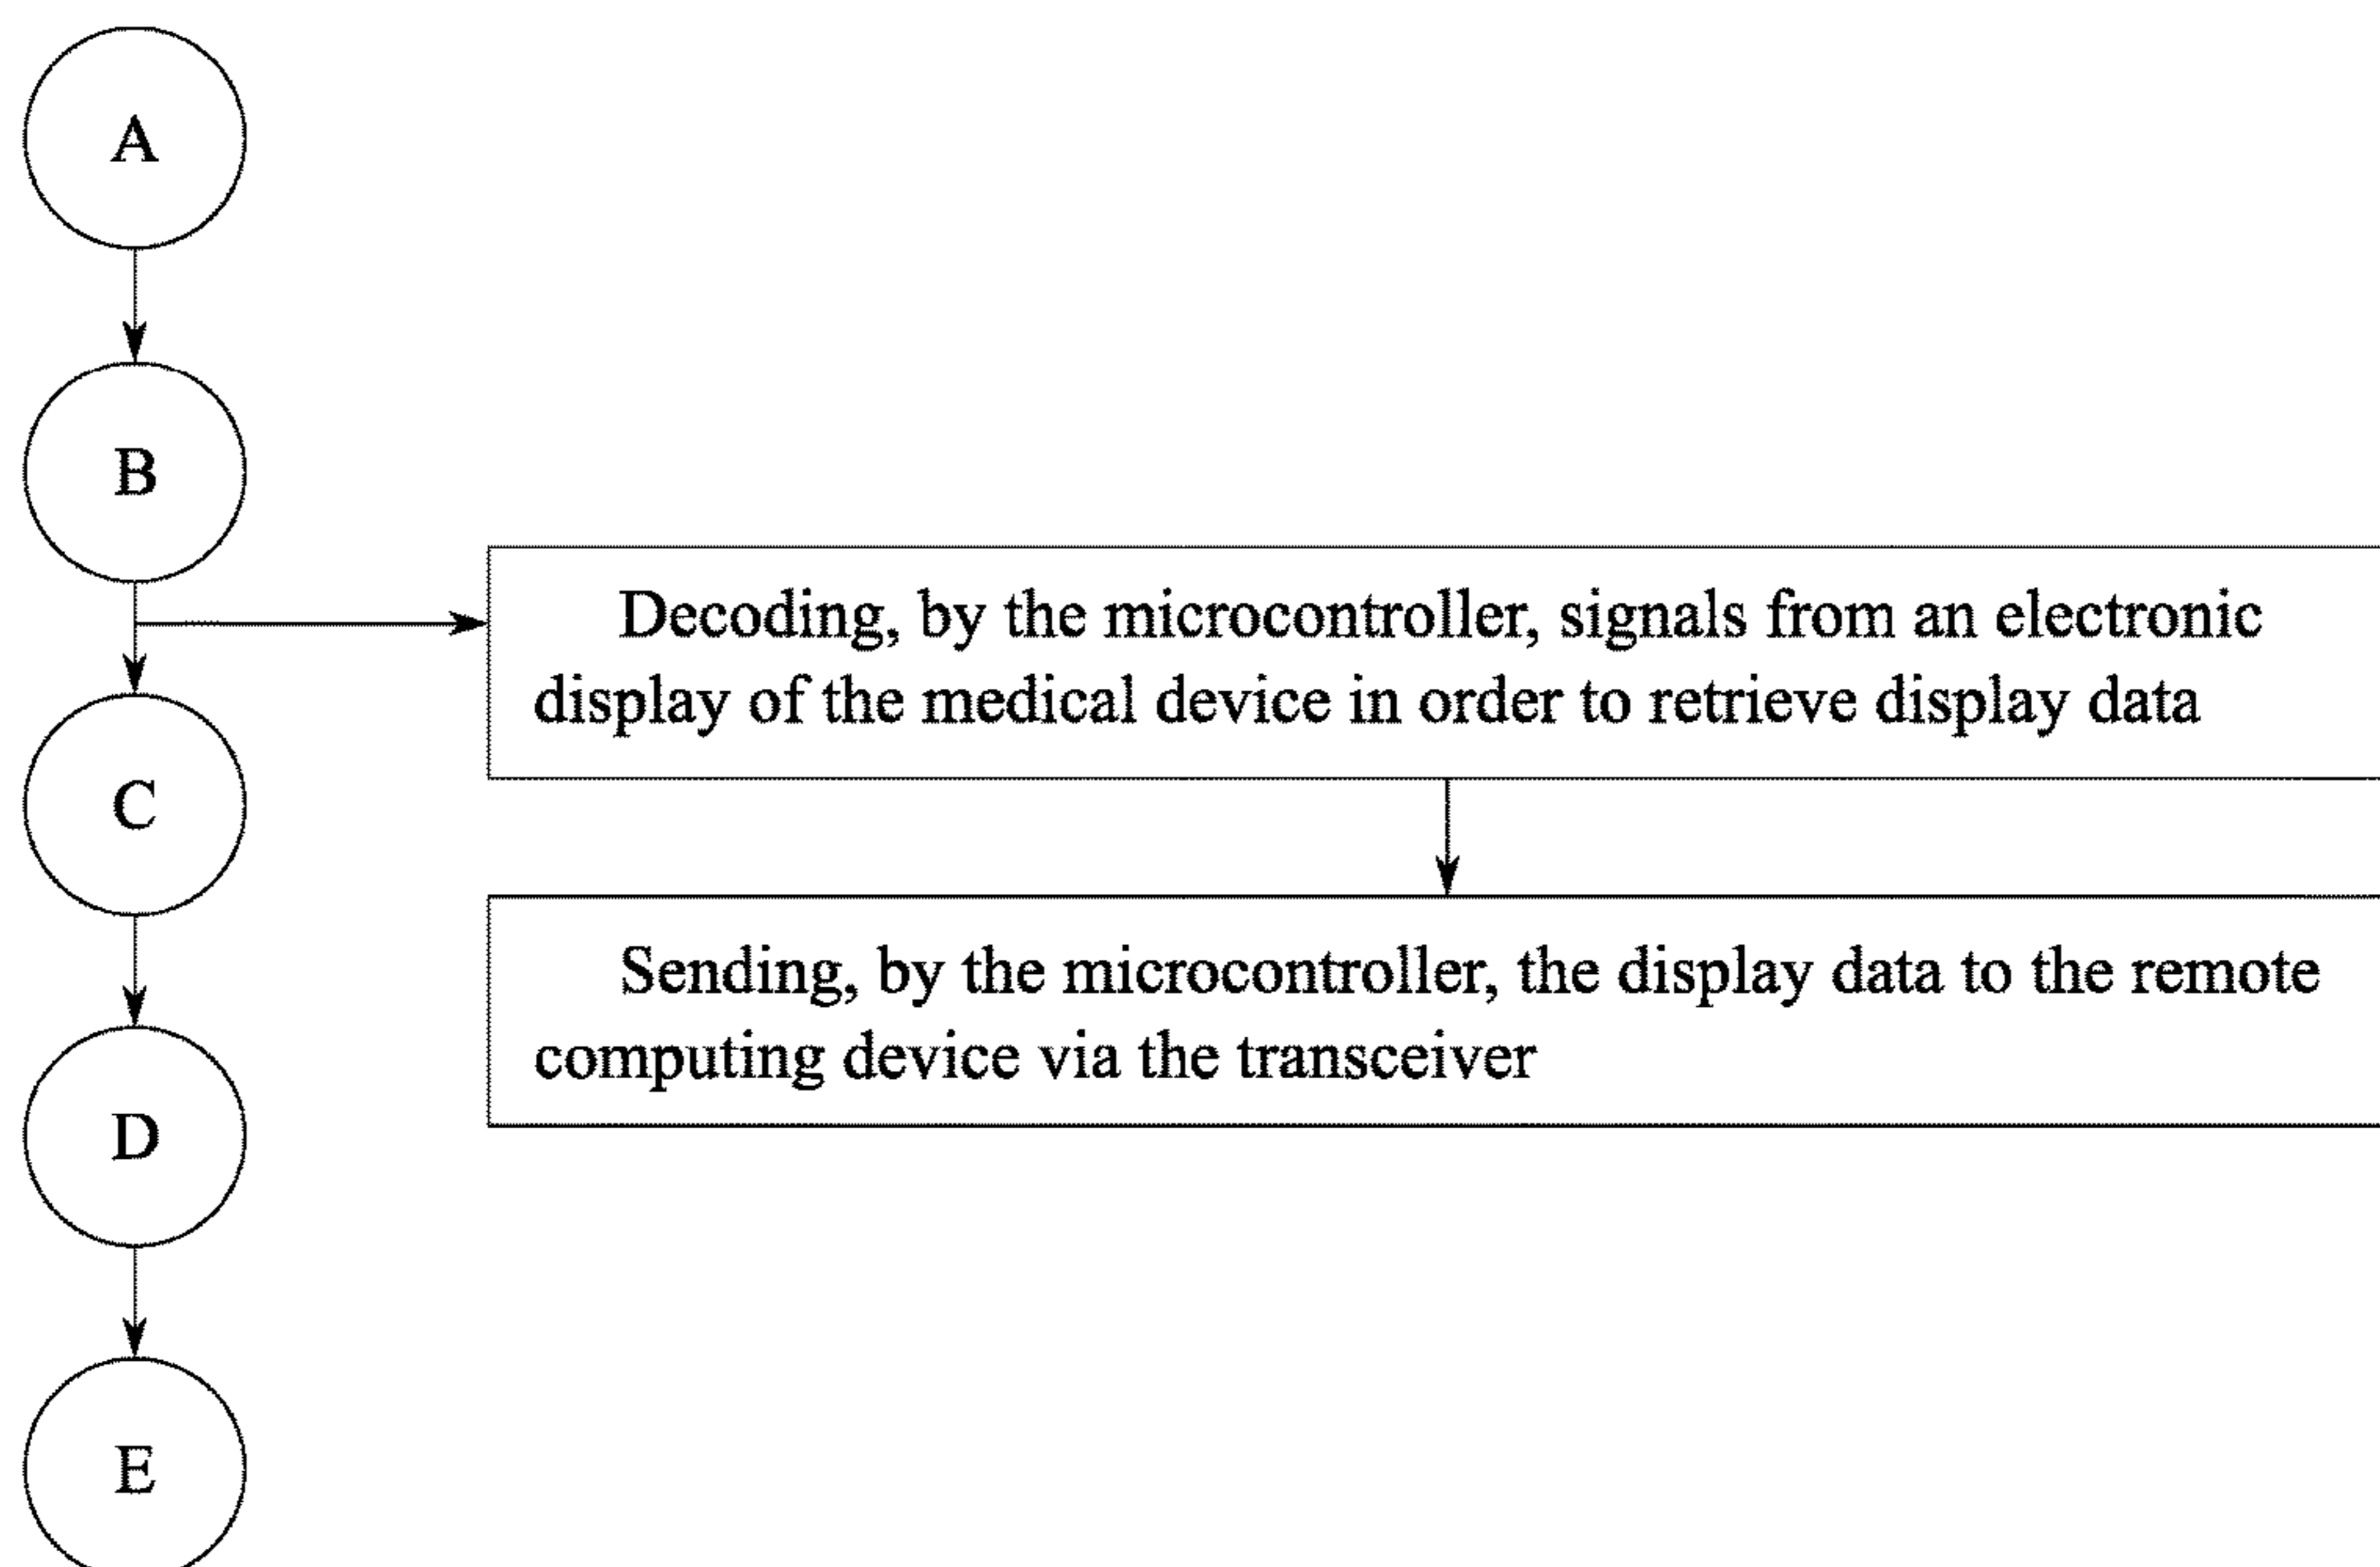 A
B
Decoding, by the microcontroller, signals from an electronic
display of the medical device in order to retrieve display data
C
Sending, by the microcontroller, the display data to the remote
computing device via the transceiver
D
E